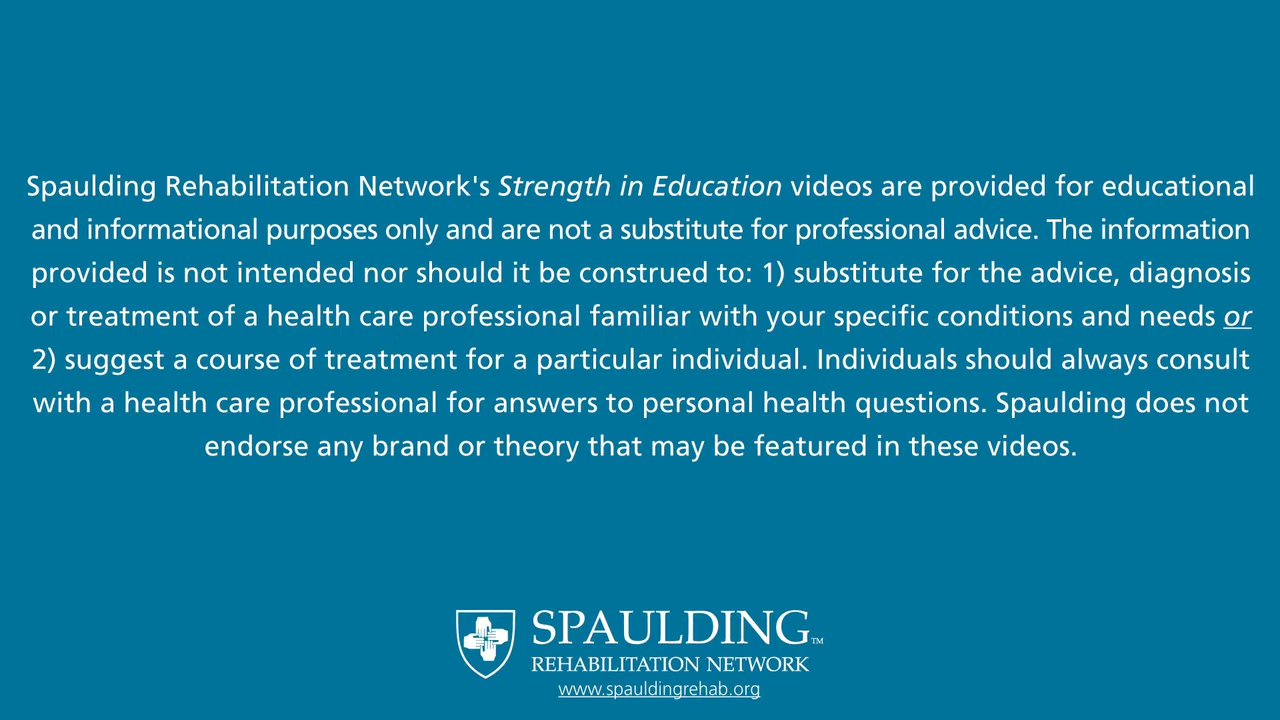 Spaulding Rehabilitation Network's Strength in Education videos are provided for educational
and informational purposes only and are not a substitute for professional advice. The information
provided is not intended nor should it be construed to: 1) substitute for the advice, diagnosis
or treatment of a health care professional familiar with your specific conditions and needs or
2) suggest a course of treatment for a particular individual. Individuals should always consult
with a health care professional for answers to personal health questions. Spaulding does not
endorse any brand or theory that may be featured in these videos.
SPAULDING™
REHABILITATION NETWORK
www.spauldingrehab.org